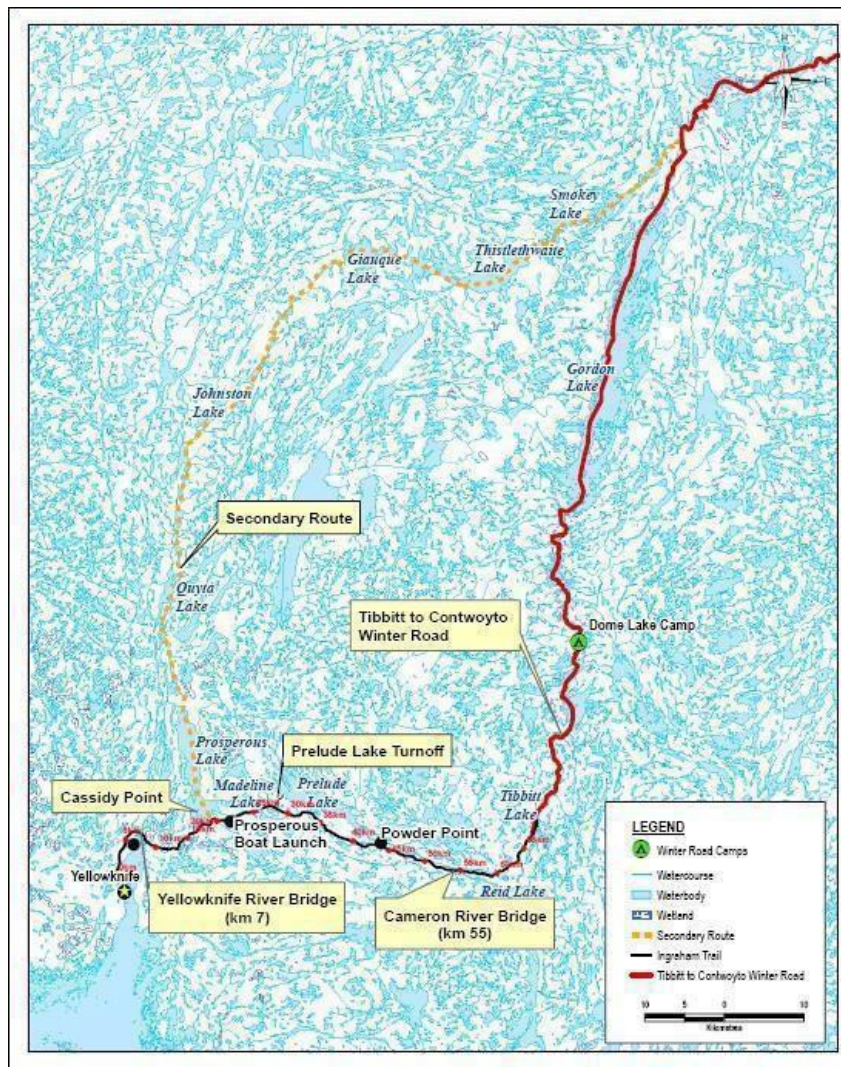 N
Smokey
Lake
Thistlethwaite
Lake
Giauque
Lake
Gordon
Lake
Johnston
Lake
Secondary Route
Quyta
Lake
Tibbitt to Contwoyto
Winter Road
Dome Lake Camp
Prosperous
Lake
Prelude Lake Turnoff
Madeline
Lake
Prelude
Lake
Tibbitt
Lake
Cassidy Point
Prosperous
Boat Launch
Powder Point
Yellowknife
Yellowknife River Bridge
(km 7)
Cameron River Bridge
(km 55)
Reid Lake
LEGEND
Winter Road Camps
Watercourse
Waterbody
Wetland
Secondary Route
Ingraham Trail
Tibbitt to Contwoyto Winter Road
10 5 0 10
Kilometres